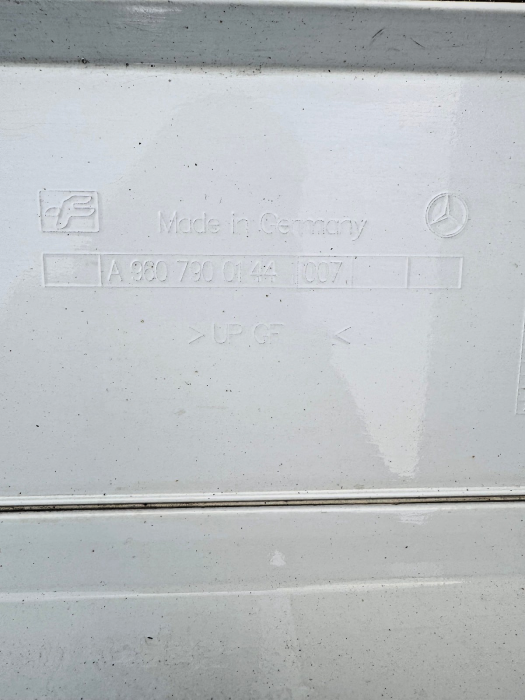 Made in Germany
A 960 790 01 44 007
> UP GF <